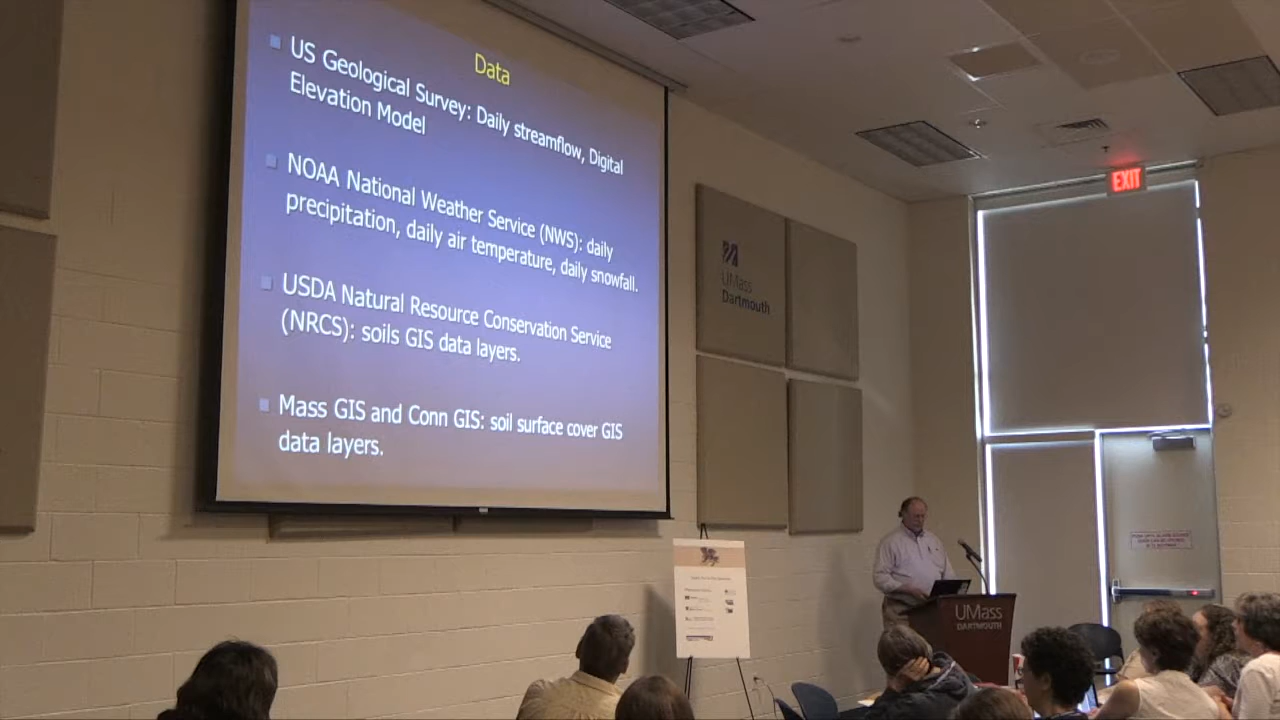 Data
US Geological Survey: Daily streamflow, Digital
Elevation Model
NOAA National Weather Service (NWS): daily
precipitation, daily air temperature, daily snowfall.
USDA Natural Resource Conservation Service
(NRCS): soils GIS data layers.
Mass GIS and Conn GIS: soil surface cover GIS
data layers.
UMass
Dartmouth
EXIT
UMass
DARTMOUTH